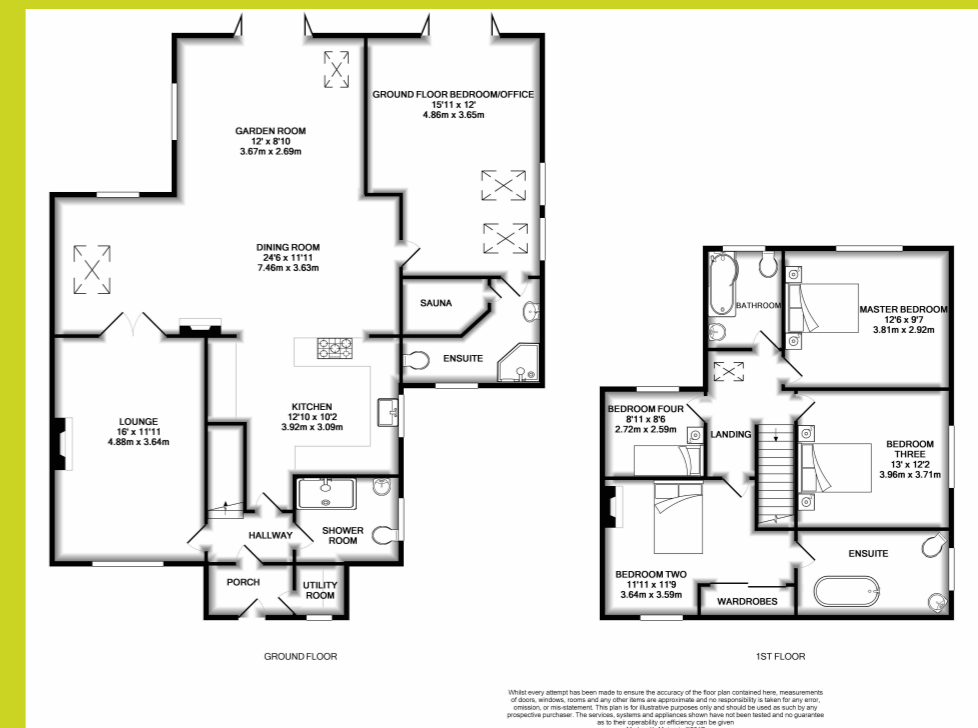 GROUND FLOOR BEDROOM/OFFICE
15'11 x 12'
4.86m x 3.65m
GARDEN ROOM
12' x 8'10
3.67m x 2.69m
DINING ROOM
24'6 x 11'11
7.46m x 3.63m
SAUNA
ENSUITE
LOUNGE
16' x 11'11
4.88m x 3.64m
KITCHEN
12'10 x 10'2
3.92m x 3.09m
HALLWAY
SHOWER
ROOM
PORCH
UTILITY
ROOM
GROUND FLOOR
BATHROOM
MASTER BEDROOM
12'6 x 9'7
3.81m x 2.92m
BEDROOM FOUR
8'11 x 8'6
2.72m x 2.59m
LANDING
BEDROOM
THREE
13' x 12'2
3.96m x 3.71m
BEDROOM TWO
11'11 x 11'9
3.64m x 3.59m
ENSUITE
WARDROBES
1ST FLOOR
Whilst every attempt has been made to ensure the accuracy of the floor plan contained here, measurements
of doors, windows, rooms and any other items are approximate and no responsibility is taken for any error,
omission, or mis-statement. This plan is for illustrative purposes only and should be used as such by any
prospective purchaser. The services, systems and appliances shown have not been tested and no guarantee
as to their operability or efficiency can be given